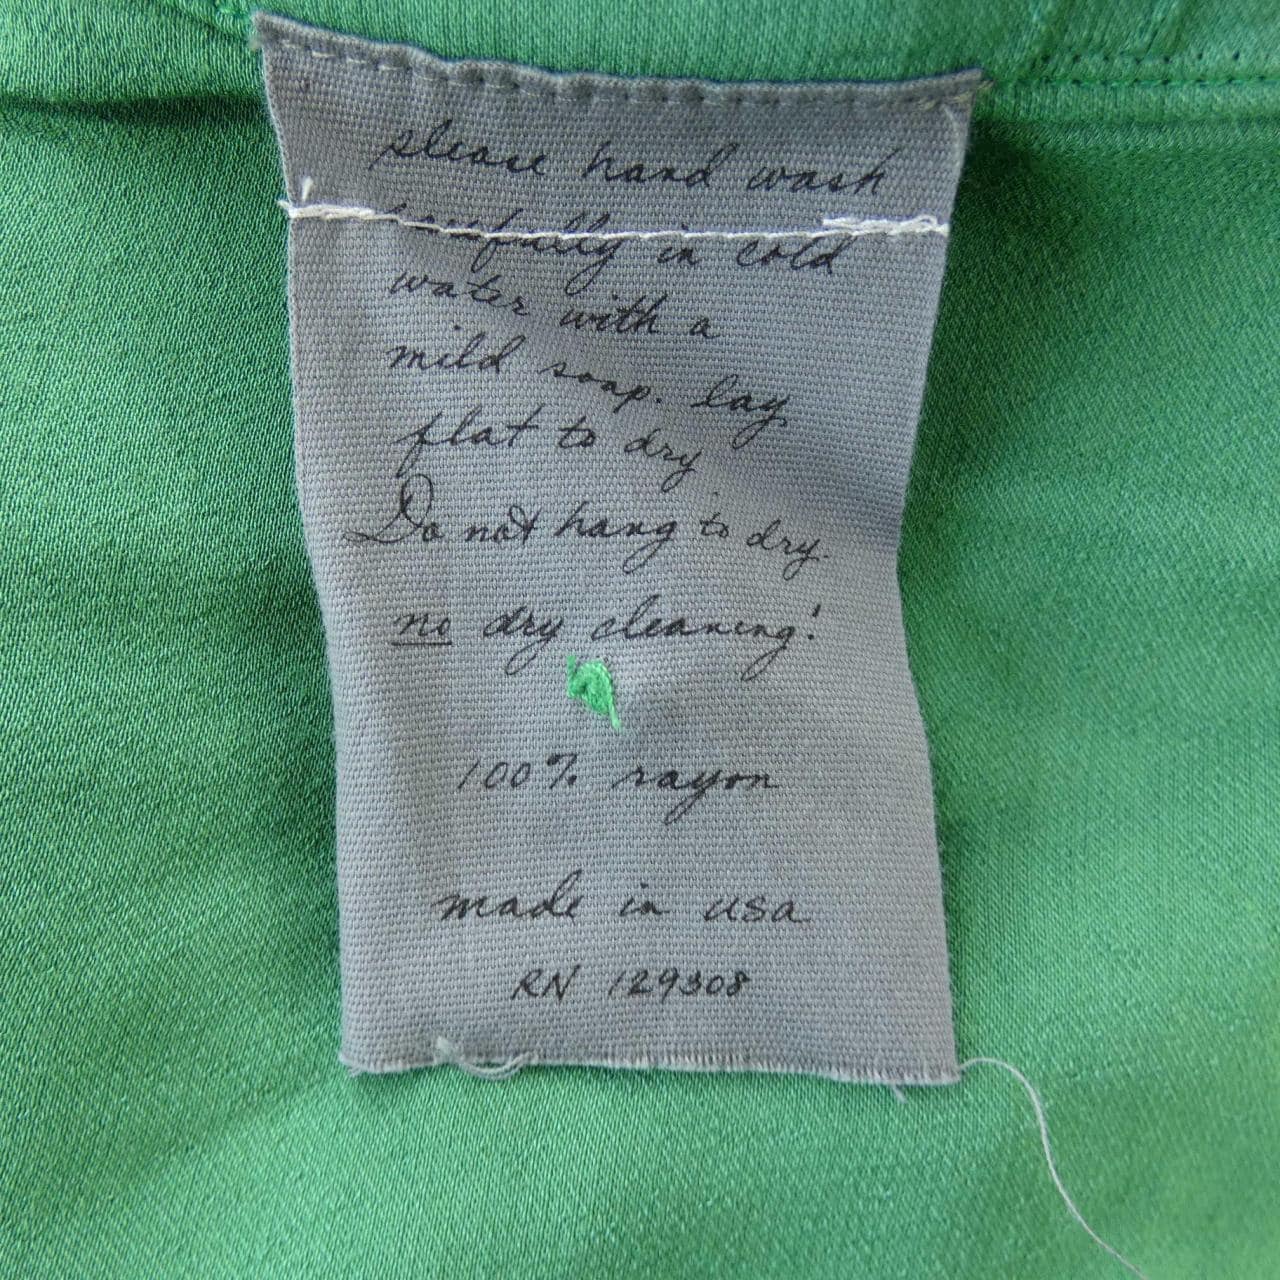 please hand wash
carefully in cold
water with a
mild soap. lay
flat to dry
Do not hang to dry.
no dry cleaning!
100% rayon
made in usa
RN 129308